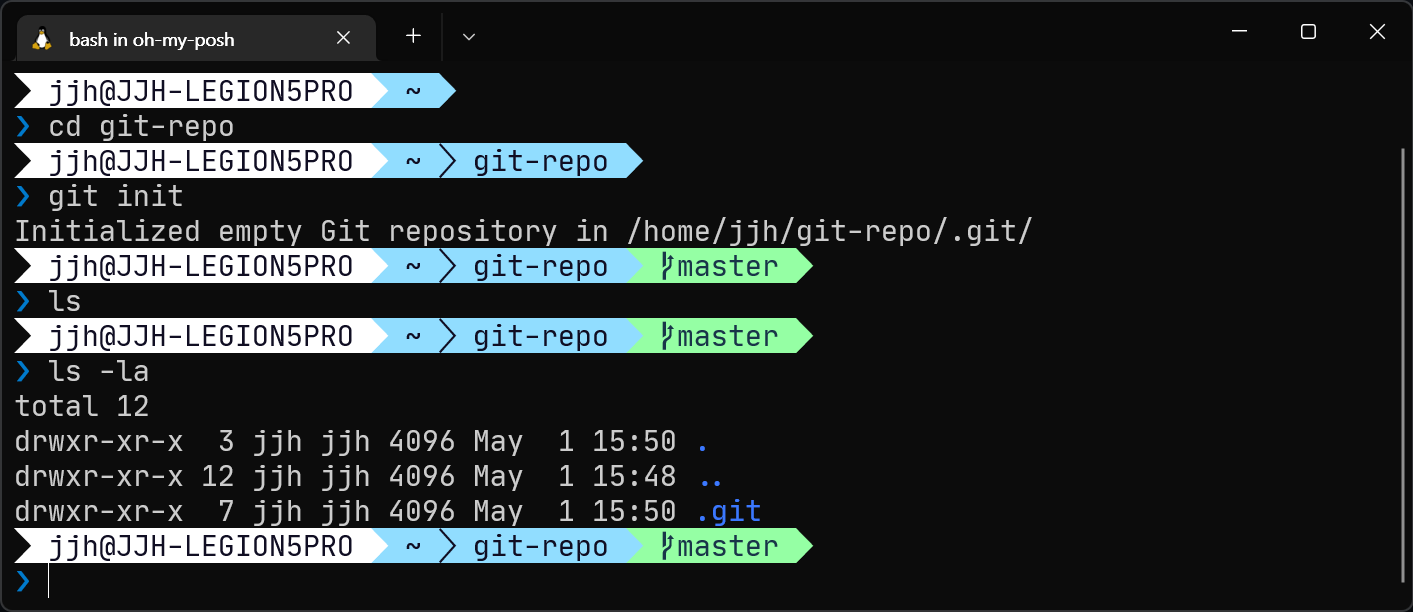 bash in oh-my-posh
jjh@JJH-LEGION5PRO ~
❯ cd git-repo
jjh@JJH-LEGION5PRO ~ git-repo
❯ git init
Initialized empty Git repository in /home/jjh/git-repo/.git/
jjh@JJH-LEGION5PRO ~ git-repo master
❯ ls
jjh@JJH-LEGION5PRO ~ git-repo master
❯ ls -la
total 12
drwxr-xr-x  3 jjh jjh 4096 May  1 15:50 .
drwxr-xr-x 12 jjh jjh 4096 May  1 15:48 ..
drwxr-xr-x  7 jjh jjh 4096 May  1 15:50 .git
jjh@JJH-LEGION5PRO ~ git-repo master
❯